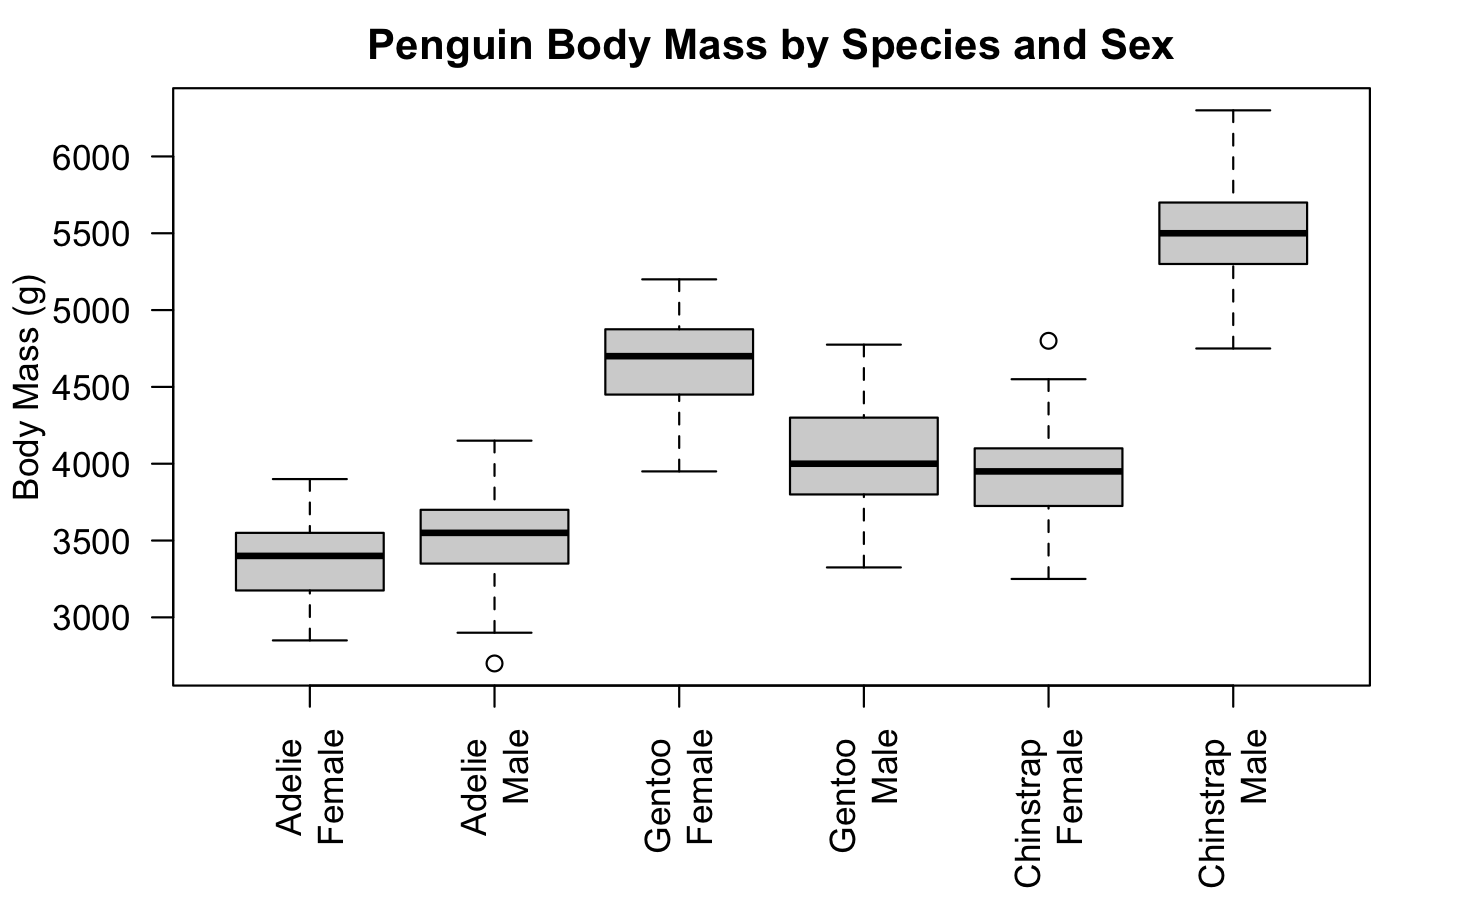 Penguin Body Mass by Species and Sex
Body Mass (g)
6000
5500
5000
4500
4000
3500
3000
Adelie
Female
Adelie
Male
Gentoo
Female
Gentoo
Male
Chinstrap
Female
Chinstrap
Male